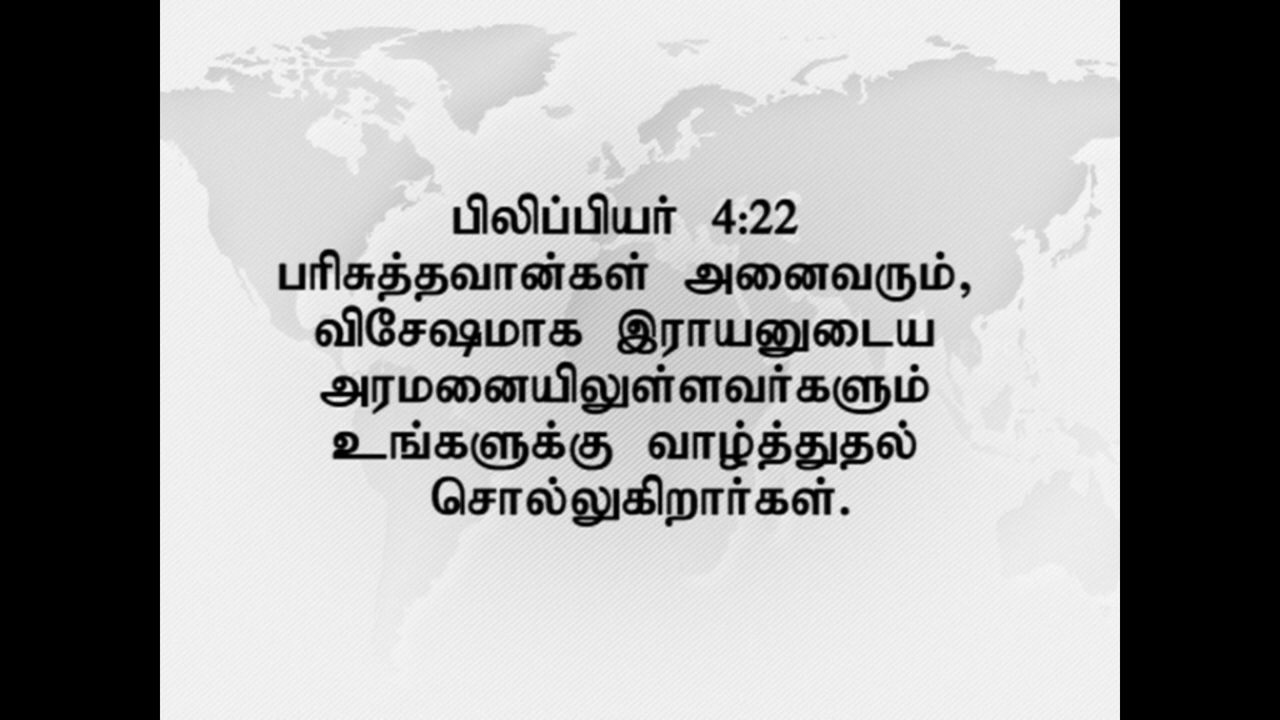 பிலிப்பியர் 4:22
பரிசுத்தவான்கள் அனைவரும்,
விசேஷமாக இராயனுடைய
அரமனையிலுள்ளவர்களும்
உங்களுக்கு வாழ்த்துதல்
சொல்லுகிறார்கள்.